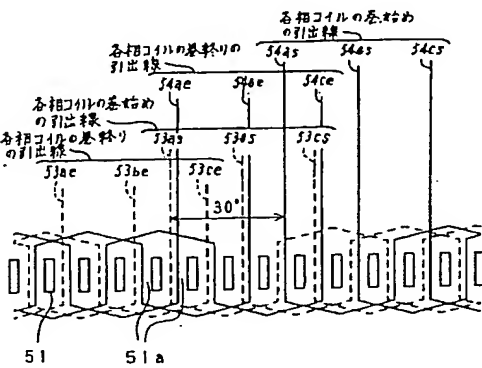 各相コイルの巻始め
の引出線
各相コイルの巻終りの
引出線
54as 54bs 54cs
54ae 54be 54ce
各相コイルの巻始め
の引出線
各相コイルの巻終り
の引出線
53as 53bs 53cs
53ae 53be 53ce
30°
51 51a